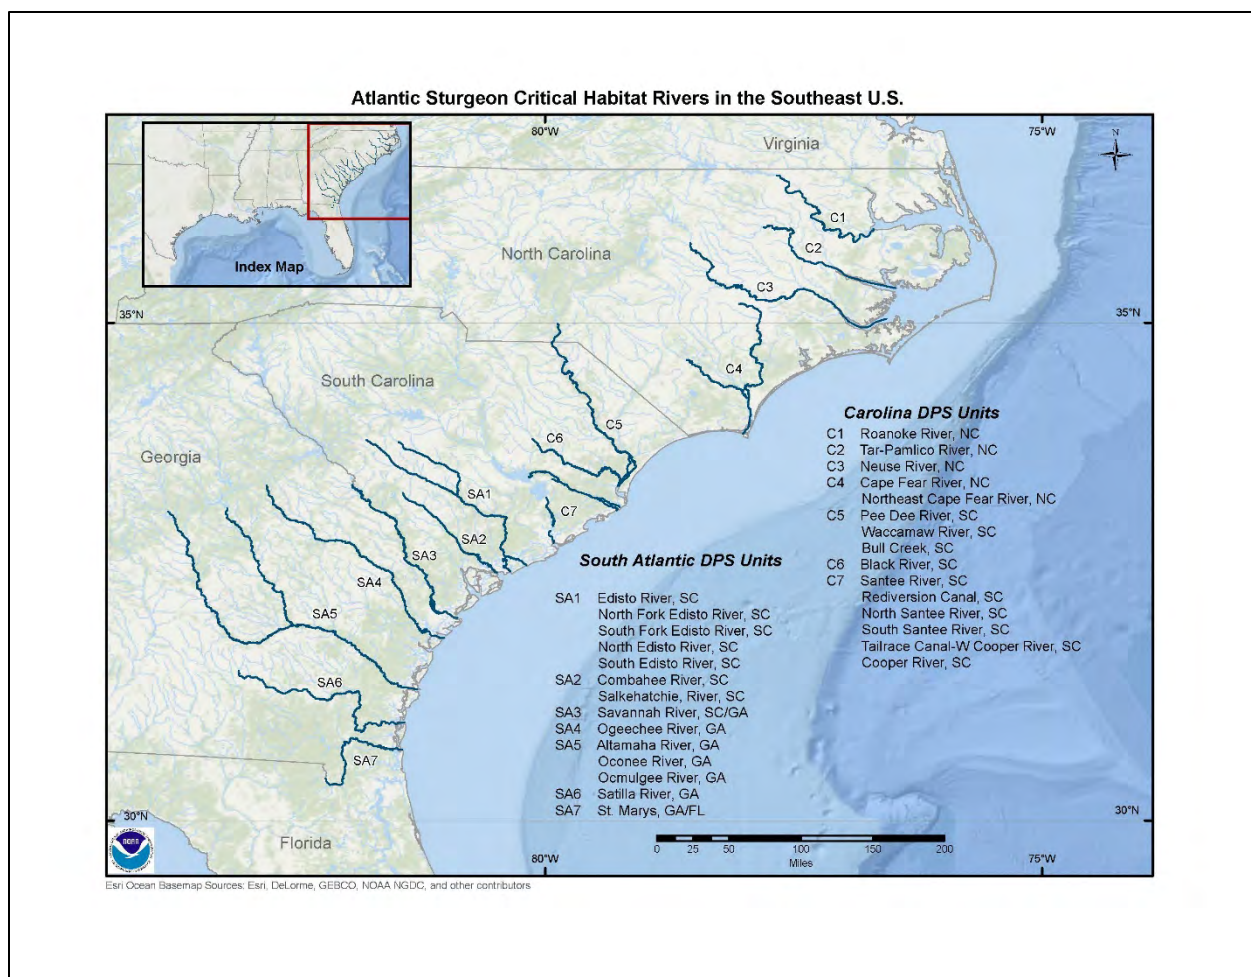 Atlantic Sturgeon Critical Habitat Rivers in the Southeast U.S.
80°W
75°W
Virginia
N
C1
C2
North Carolina
Index Map
C3
35°N
35°N
South Carolina
C4
C5
C6
Georgia
SA1
C7
SA2
SA3
SA4
SA5
SA6
SA7
Carolina DPS Units
C1 Roanoke River, NC
C2 Tar-Pamlico River, NC
C3 Neuse River, NC
C4 Cape Fear River, NC
Northeast Cape Fear River, NC
C5 Pee Dee River, SC
Waccamaw River, SC
Bull Creek, SC
C6 Black River, SC
C7 Santee River, SC
Rediversion Canal, SC
North Santee River, SC
South Santee River, SC
Tailrace Canal-W Cooper River, SC
Cooper River, SC
South Atlantic DPS Units
SA1 Edisto River, SC
North Fork Edisto River, SC
South Fork Edisto River, SC
North Edisto River, SC
South Edisto River, SC
SA2 Combahee River, SC
Salkehatchie, River, SC
SA3 Savannah River, SC/GA
SA4 Ogeechee River, GA
SA5 Altamaha River, GA
Oconee River, GA
Ocmulgee River, GA
SA6 Satilla River, GA
SA7 St. Marys, GA/FL
30°N
30°N
Florida
NOAA
0 25 50 100 150 200
Miles
80°W
75°W
Esri Ocean Basemap Sources: Esri, DeLorme, GEBCO, NOAA NGDC, and other contributors